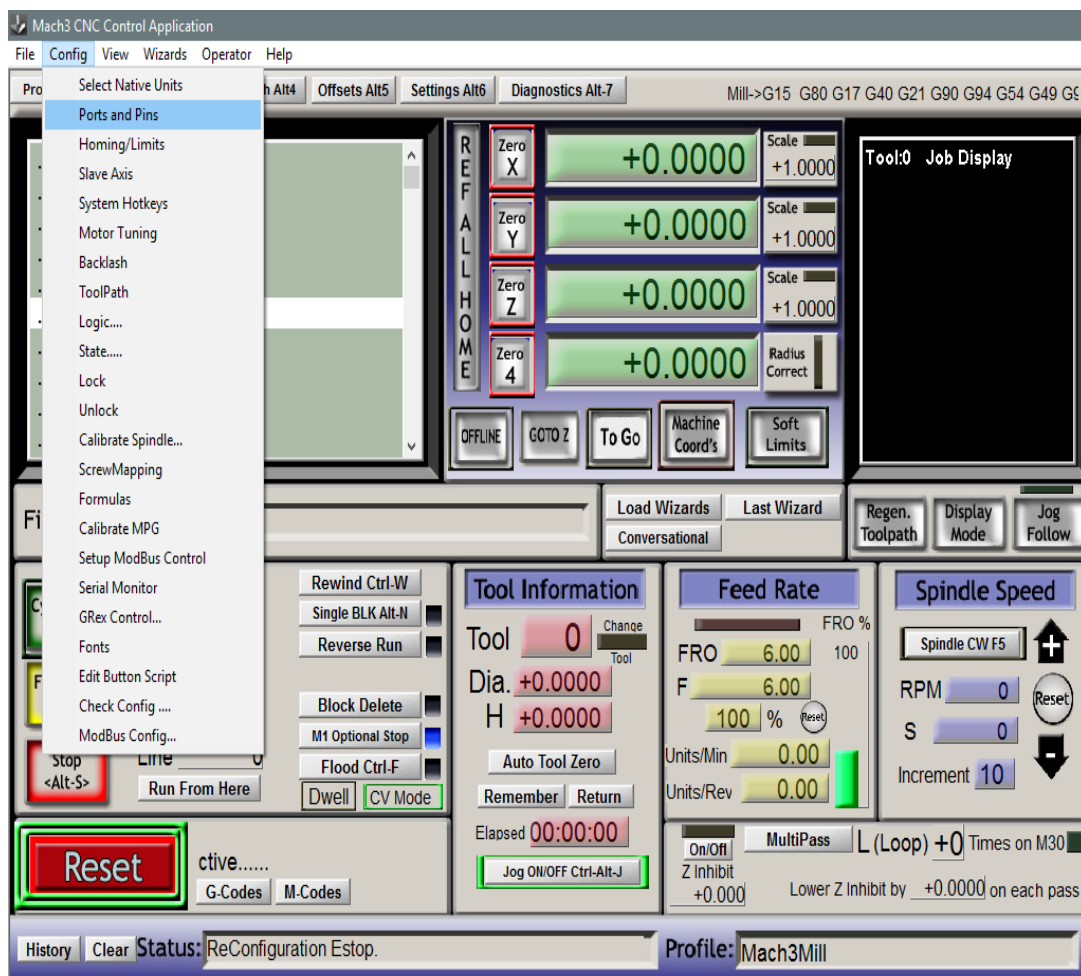 Mach3 CNC Control Application
File Config View Wizards Operator Help
Select Native Units
Ports and Pins
Homing/Limits
Slave Axis
System Hotkeys
Motor Tuning
Backlash
ToolPath
Logic....
State.....
Lock
Unlock
Calibrate Spindle...
ScrewMapping
Formulas
Calibrate MPG
Setup ModBus Control
Serial Monitor
GRex Control...
Fonts
Edit Button Script
Check Config ....
ModBus Config...
Alt4 Offsets Alt5 Settings Alt6 Diagnostics Alt-7 Mill->G15 G80 G17 G40 G21 G90 G94 G54 G49
REF ALL HOME
Zero X +0.0000 Scale +1.0000
Zero Y +0.0000 Scale +1.0000
Zero Z +0.0000 Scale +1.0000
Zero 4 +0.0000 Radius Correct
OFFLINE GOTO Z To Go Machine Coord's Soft Limits
Tool:0 Job Display
Load Wizards Last Wizard
Conversational
Regen. Toolpath Display Mode Jog Follow
Rewind Ctrl-W
Single BLK Alt-N
Reverse Run
Block Delete
M1 Optional Stop
Flood Ctrl-F
Dwell CV Mode
Stop
<Alt-S>
Line 0
Run From Here
Tool Information
Tool 0 Change Tool
Dia. +0.0000
H +0.0000
Auto Tool Zero
Remember Return
Elapsed 00:00:00
Jog ON/OFF Ctrl-Alt-J
Feed Rate
FRO %
FRO 6.00 100
F 6.00
100 % Reset
Units/Min 0.00
Units/Rev 0.00
Spindle Speed
Spindle CW F5
RPM 0 Reset
S 0
Increment 10
On/Off MultiPass L (Loop) +0 Times on M30
Z Inhibit
+0.000 Lower Z Inhibit by +0.0000 on each pass
Reset
ctive......
G-Codes M-Codes
History Clear Status: ReConfiguration Estop. Profile: Mach3Mill